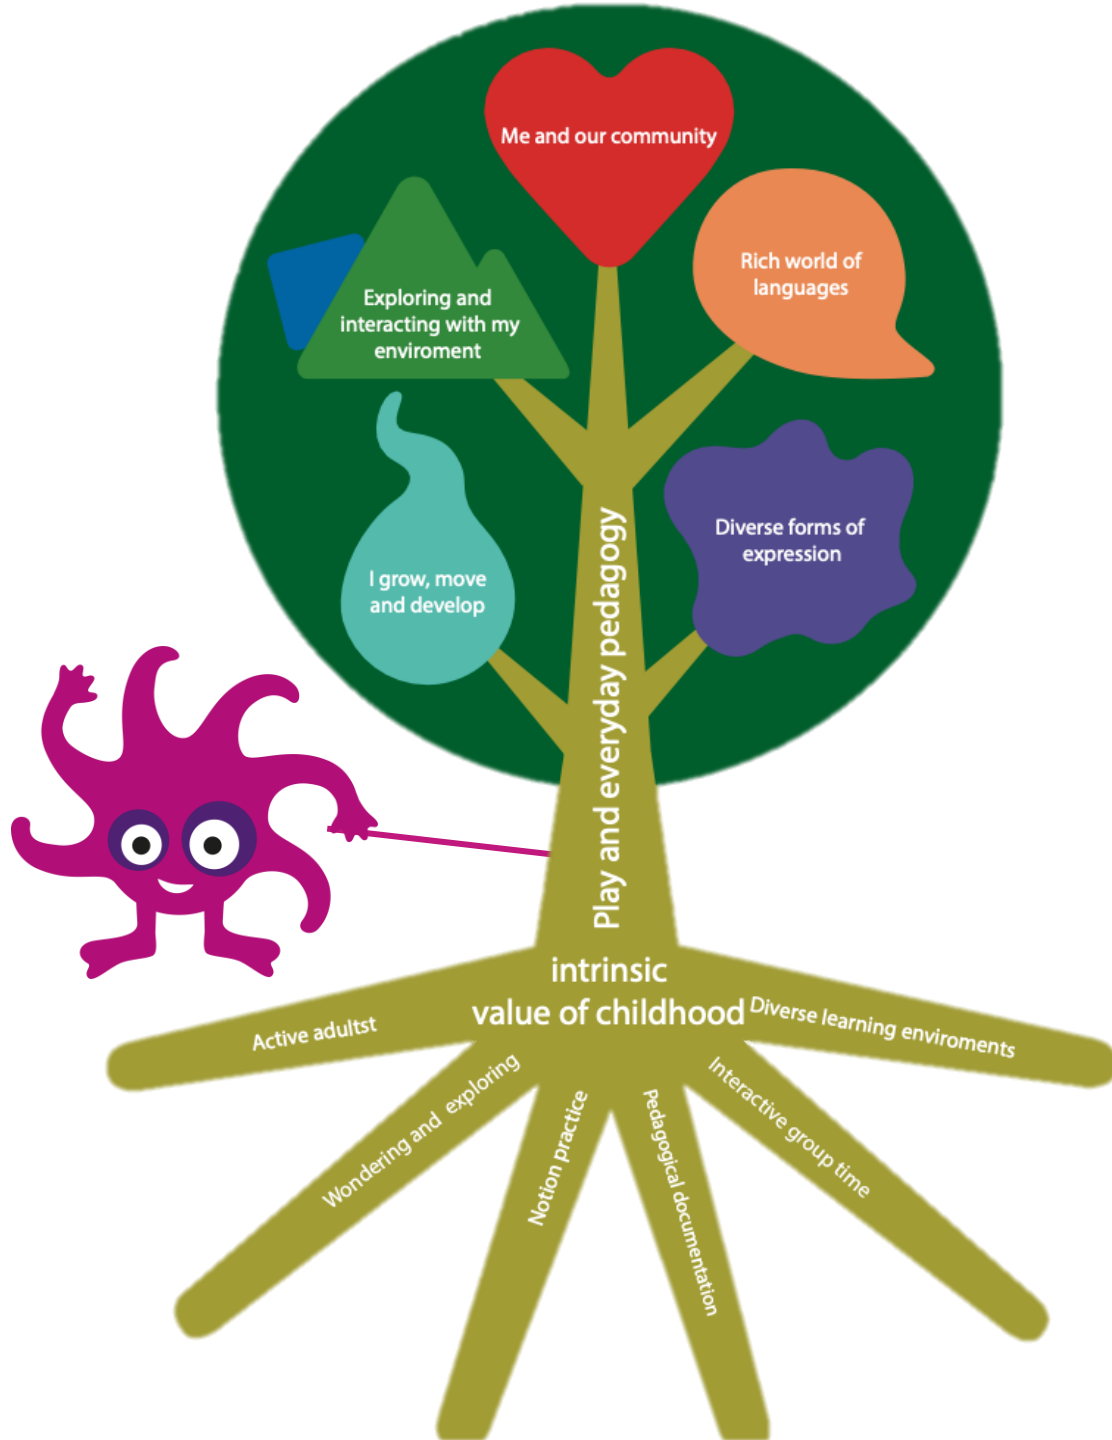 Me and our community
Rich world of
languages
Exploring and
interacting with my
enviroment
Diverse forms of
expression
I grow, move
and develop
Play and everyday pedagogy
intrinsic
value of childhood
Active adultst
Wondering and exploring
Notion practice
Pedagogical documentation
Interactive group time
Diverse learning enviroments